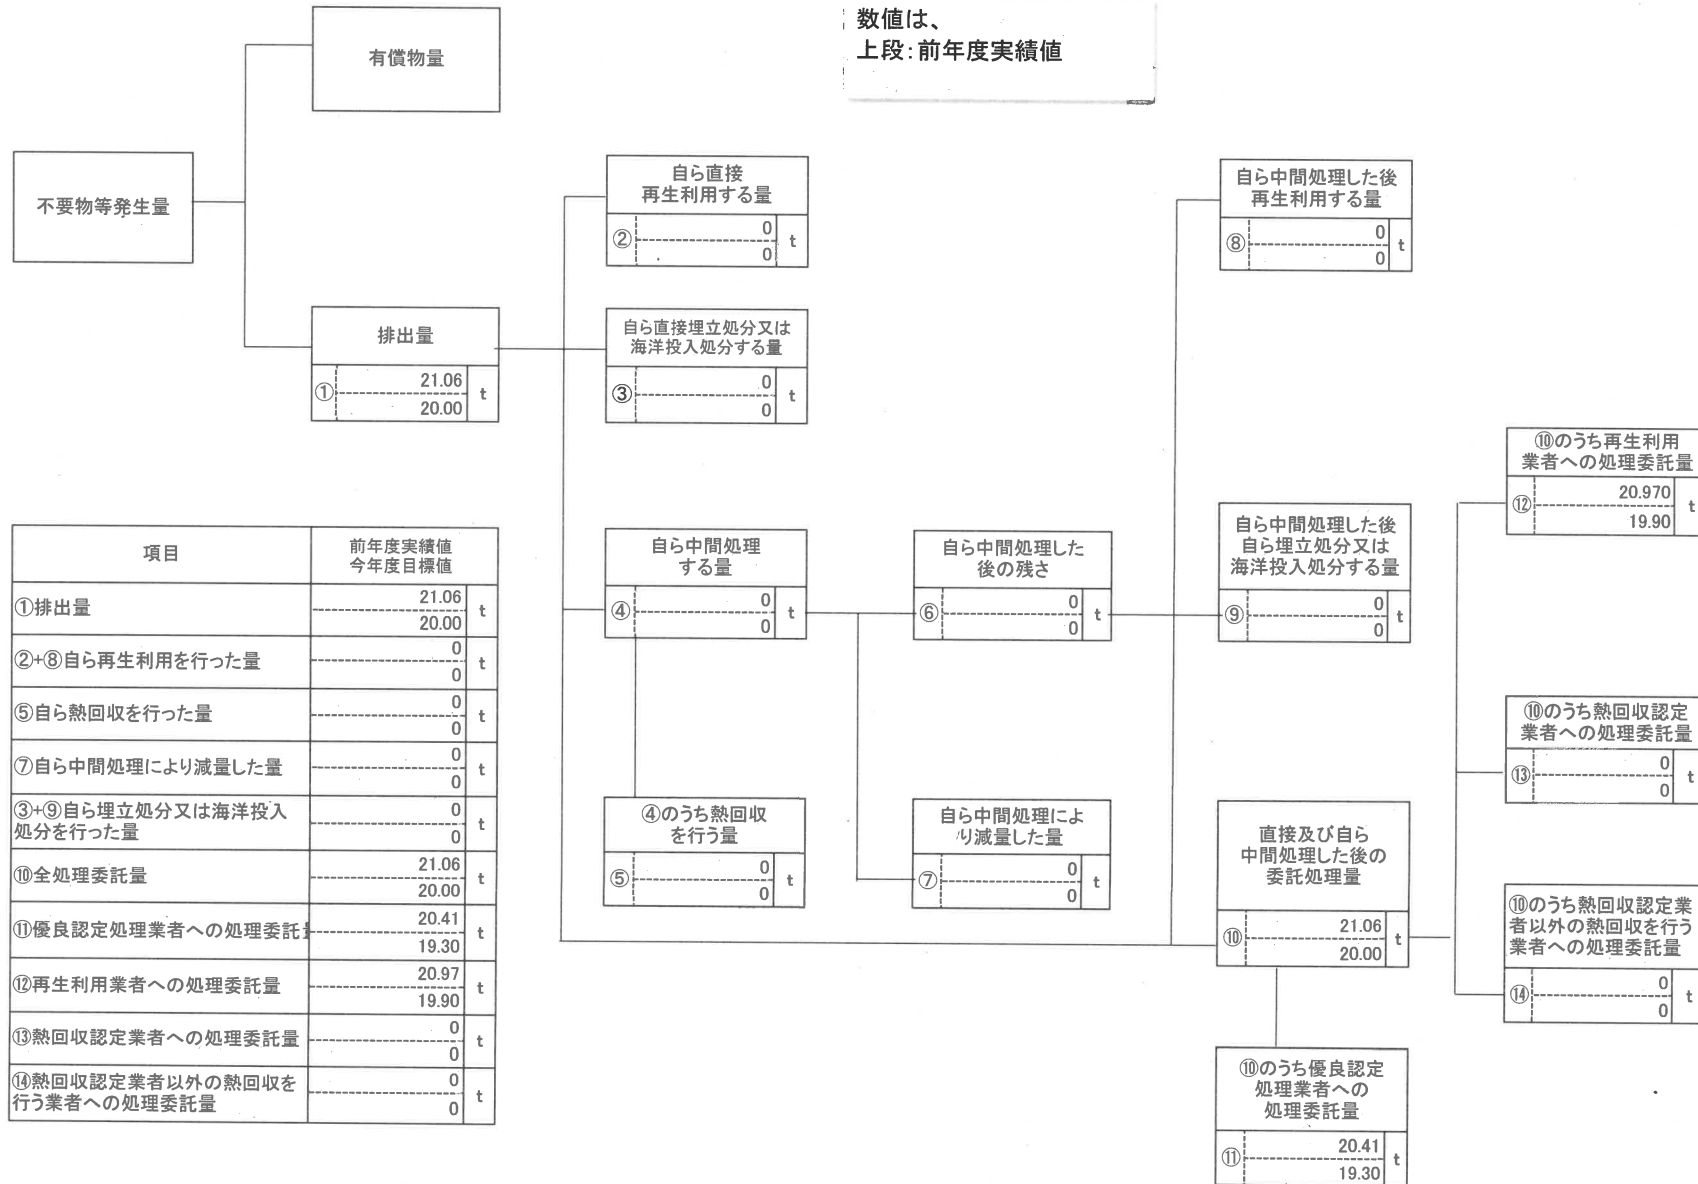 数値は、
上段:前年度実績値
有償物量
不要物等発生量
排出量
①
21.06
20.00
t
自ら直接
再生利用する量
②
0
0
t
自ら直接埋立処分又は
海洋投入処分する量
③
0
0
t
自ら中間処理
する量
④
0
0
t
④のうち熱回収
を行う量
⑤
0
0
t
自ら中間処理した
後の残さ
⑥
0
0
t
自ら中間処理によ
り減量した量
⑦
0
0
t
自ら中間処理した後
再生利用する量
⑧
0
0
t
自ら中間処理した後
自ら埋立処分又は
海洋投入処分する量
⑨
0
0
t
直接及び自ら
中間処理した後の
委託処理量
⑩
21.06
20.00
t
⑩のうち優良認定
処理業者への
処理委託量
⑪
20.41
19.30
t
⑩のうち再生利用
業者への処理委託量
⑫
20.970
19.90
t
⑩のうち熱回収認定
業者への処理委託量
⑬
0
0
t
⑩のうち熱回収認定業
者以外の熱回収を行う
業者への処理委託量
⑭
0
0
t
項目
前年度実績値
今年度目標値
①排出量
21.06
20.00
t
②+⑧自ら再生利用を行った量
0
0
t
⑤自ら熱回収を行った量
0
0
t
⑦自ら中間処理により減量した量
0
0
t
③+⑨自ら埋立処分又は海洋投入
処分を行った量
0
0
t
⑩全処理委託量
21.06
20.00
t
⑪優良認定処理業者への処理委託
20.41
19.30
t
⑫再生利用業者への処理委託量
20.97
19.90
t
⑬熱回収認定業者への処理委託量
0
0
t
⑭熱回収認定業者以外の熱回収を
行う業者への処理委託量
0
0
t